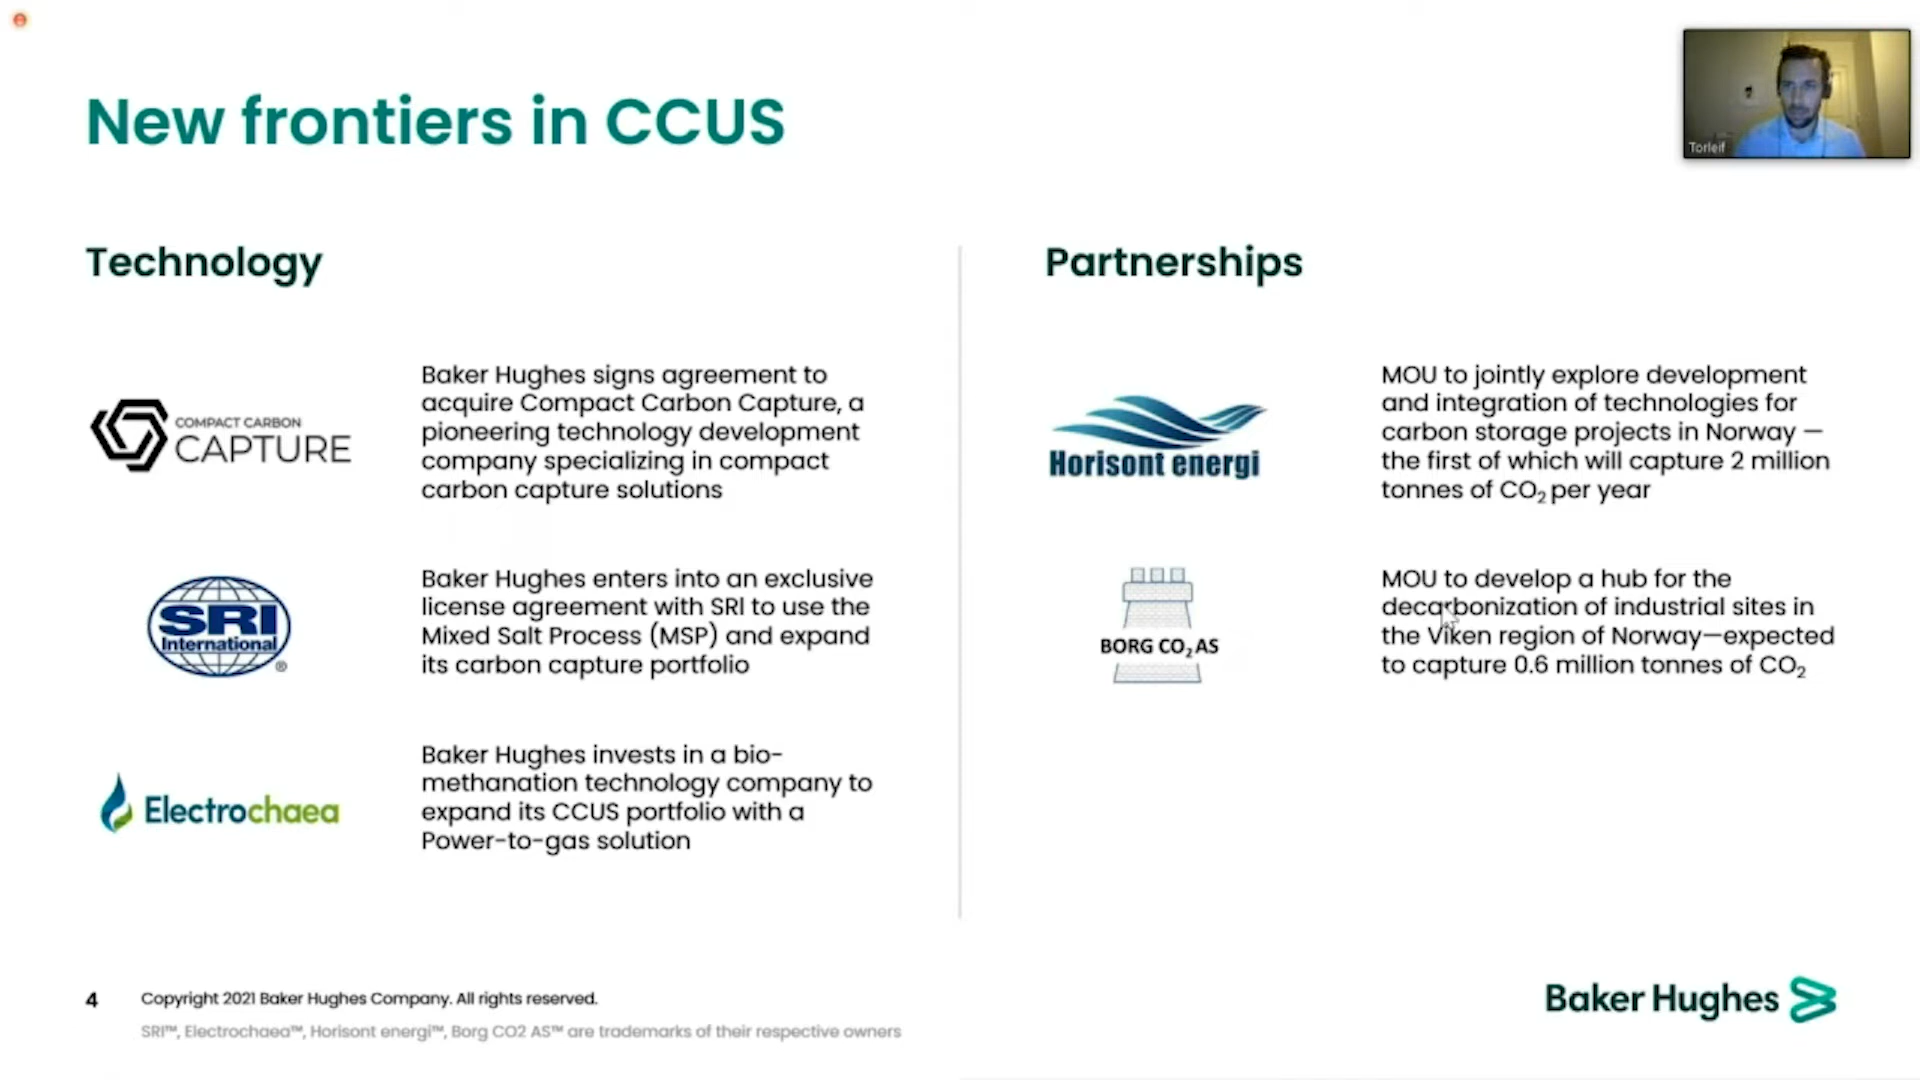 New frontiers in CCUS
Torleif
Technology
COMPACT CARBON
CAPTURE
Baker Hughes signs agreement to
acquire Compact Carbon Capture, a
pioneering technology development
company specializing in compact
carbon capture solutions
SRI
International
®
Baker Hughes enters into an exclusive
license agreement with SRI to use the
Mixed Salt Process (MSP) and expand
its carbon capture portfolio
Electrochaea
Baker Hughes invests in a bio-
methanation technology company to
expand its CCUS portfolio with a
Power-to-gas solution
Partnerships
Horisont energi
MOU to jointly explore development
and integration of technologies for
carbon storage projects in Norway —
the first of which will capture 2 million
tonnes of CO₂ per year
BORG CO₂ AS
MOU to develop a hub for the
decarbonization of industrial sites in
the Viken region of Norway—expected
to capture 0.6 million tonnes of CO₂
4
Copyright 2021 Baker Hughes Company. All rights reserved.
SRI™, Electrochaea™, Horisont energi™, Borg CO2 AS™ are trademarks of their respective owners
Baker Hughes